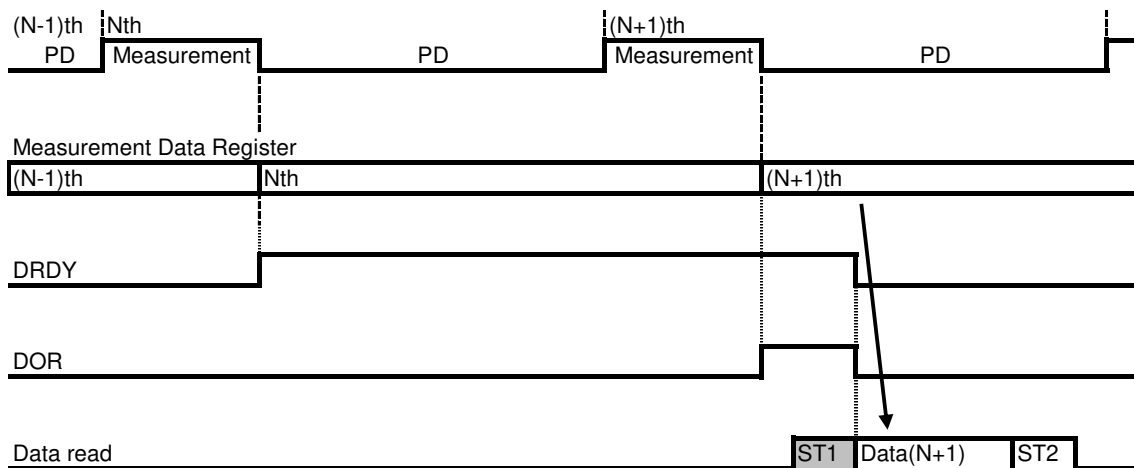 (N-1)th Nth (N+1)th
PD Measurement PD Measurement PD
Measurement Data Register
(N-1)th Nth (N+1)th
DRDY
DOR
Data read ST1 Data(N+1) ST2